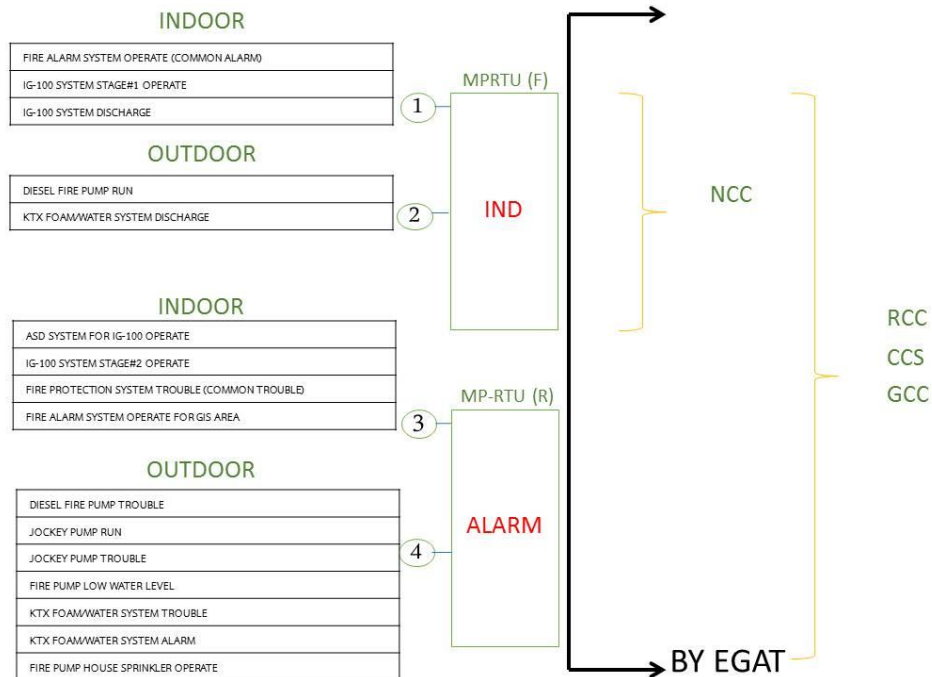 INDOOR
FIRE ALARM SYSTEM OPERATE (COMMON ALARM)
IG-100 SYSTEM STAGE#1 OPERATE
IG-100 SYSTEM DISCHARGE
1
MPRTU (F)
OUTDOOR
DIESEL FIRE PUMP RUN
KTX FOAM/WATER SYSTEM DISCHARGE
2
IND
NCC
INDOOR
ASD SYSTEM FOR IG-100 OPERATE
IG-100 SYSTEM STAGE#2 OPERATE
FIRE PROTECTION SYSTEM TROUBLE (COMMON TROUBLE)
FIRE ALARM SYSTEM OPERATE FOR GIS AREA
3
MP-RTU (R)
RCC
CCS
GCC
OUTDOOR
DIESEL FIRE PUMP TROUBLE
JOCKEY PUMP RUN
JOCKEY PUMP TROUBLE
FIRE PUMP LOW WATER LEVEL
KTX FOAM/WATER SYSTEM TROUBLE
KTX FOAM/WATER SYSTEM ALARM
FIRE PUMP HOUSE SPRINKLER OPERATE
4
ALARM
BY EGAT